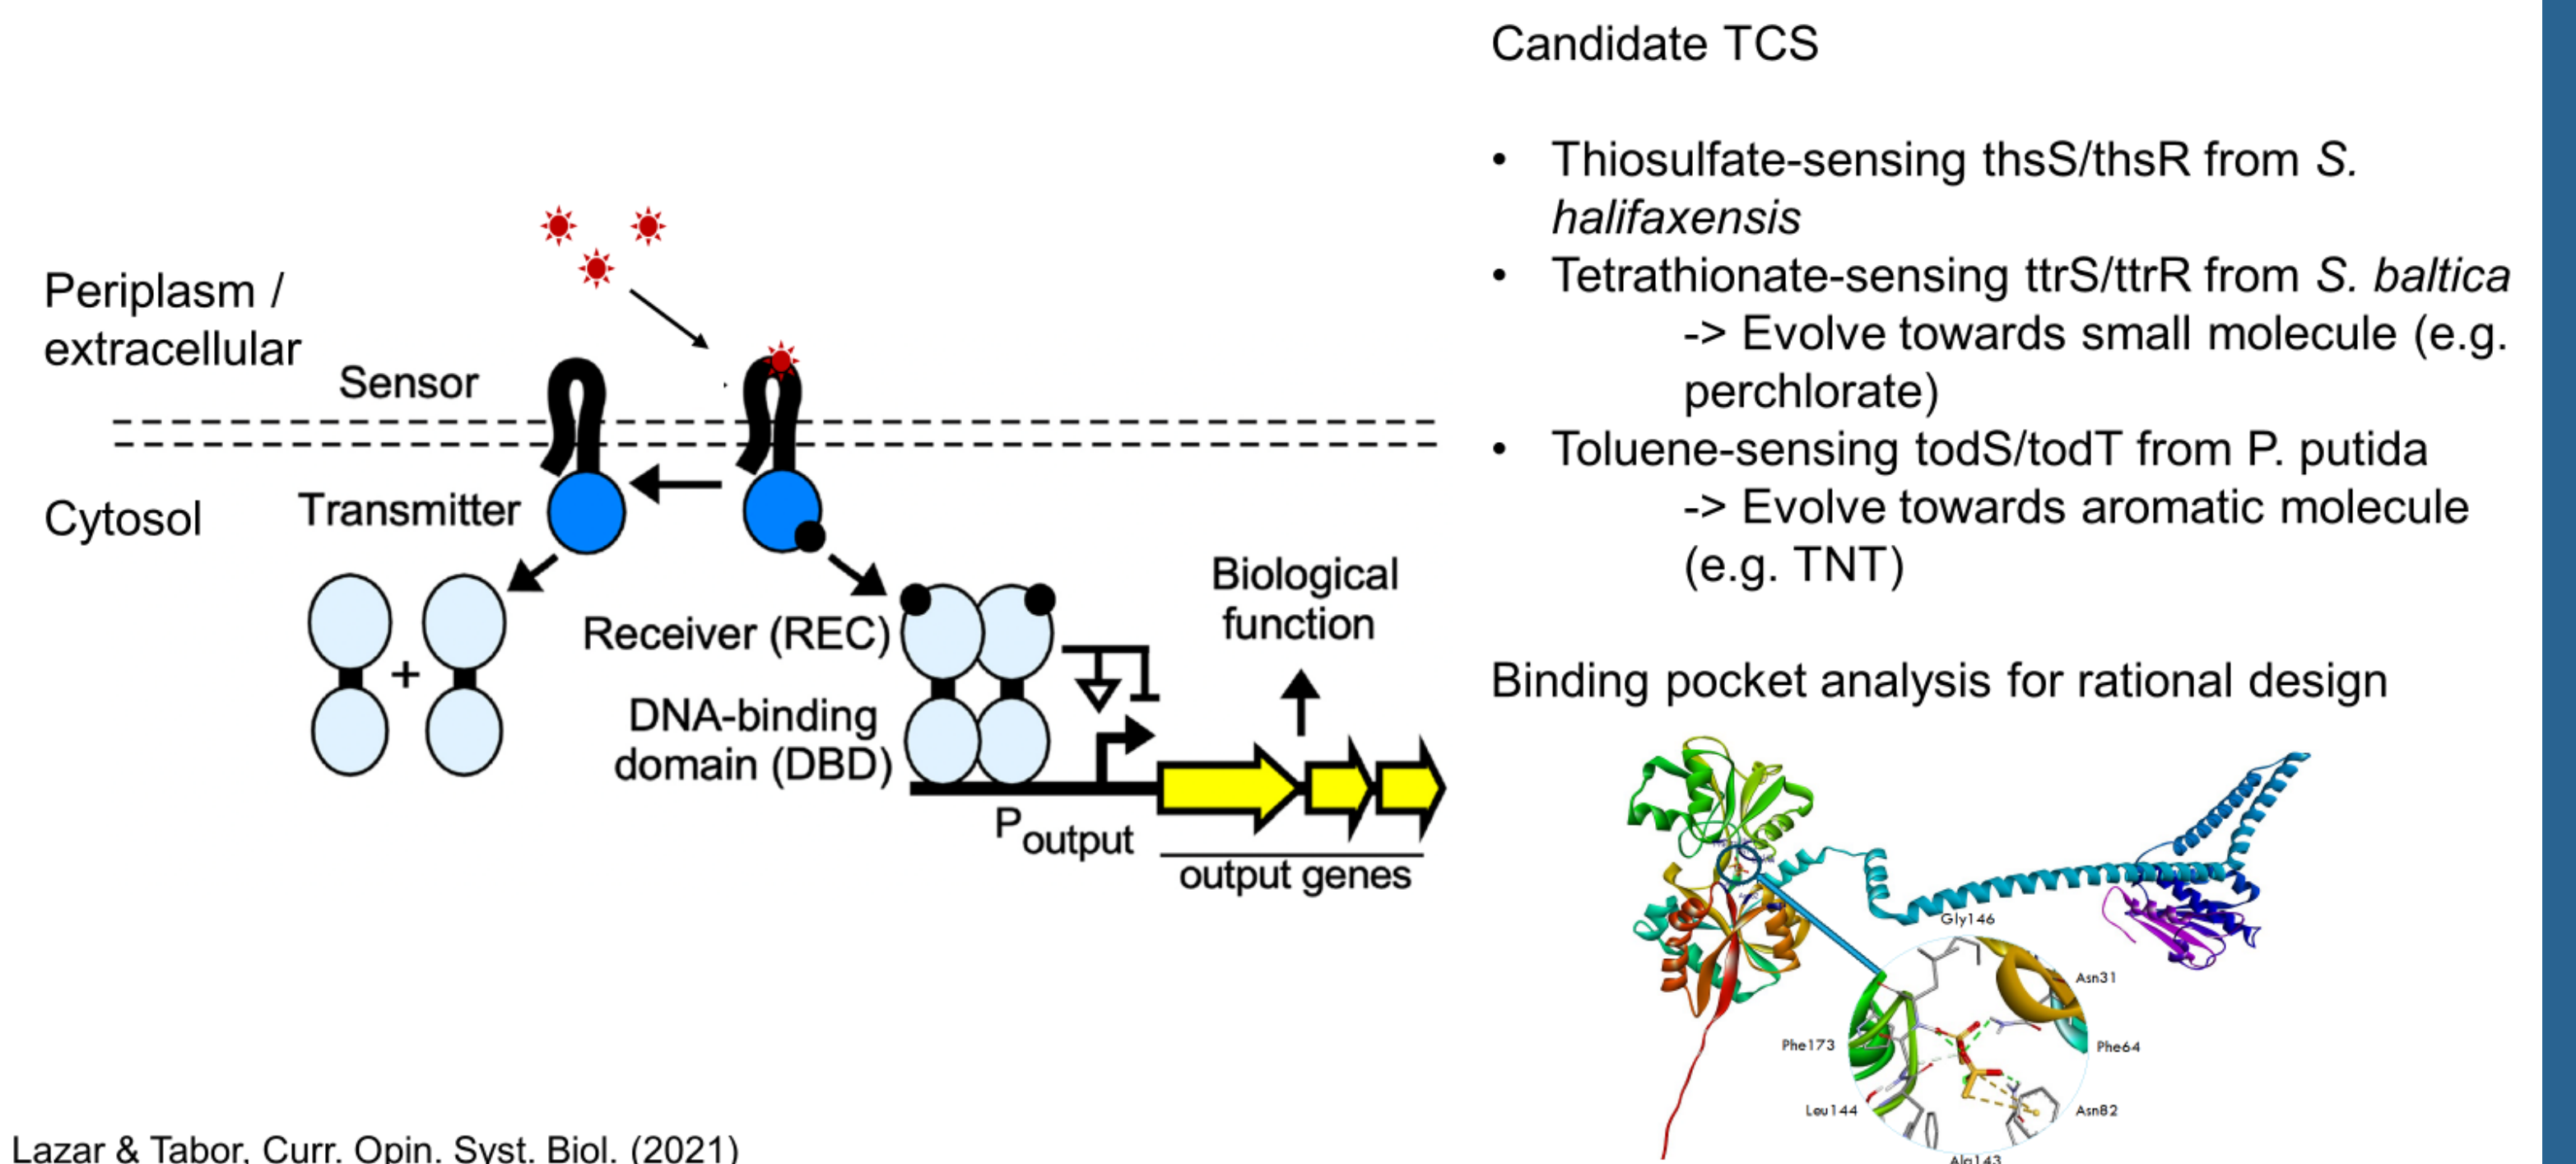 Periplasm /
extracellular
Sensor
Cytosol
Transmitter
+
Receiver (REC)
DNA-binding
domain (DBD)
Biological
function
Poutput
output genes
Lazar & Tabor, Curr. Opin. Syst. Biol. (2021)
Candidate TCS
• Thiosulfate-sensing thsS/thsR from S.
halifaxensis
• Tetrathionate-sensing ttrS/ttrR from S. baltica
-> Evolve towards small molecule (e.g.
perchlorate)
• Toluene-sensing todS/todT from P. putida
-> Evolve towards aromatic molecule
(e.g. TNT)
Binding pocket analysis for rational design
Gly146
Asn31
Phe173
Phe64
Leu144
Asn82
Ala143